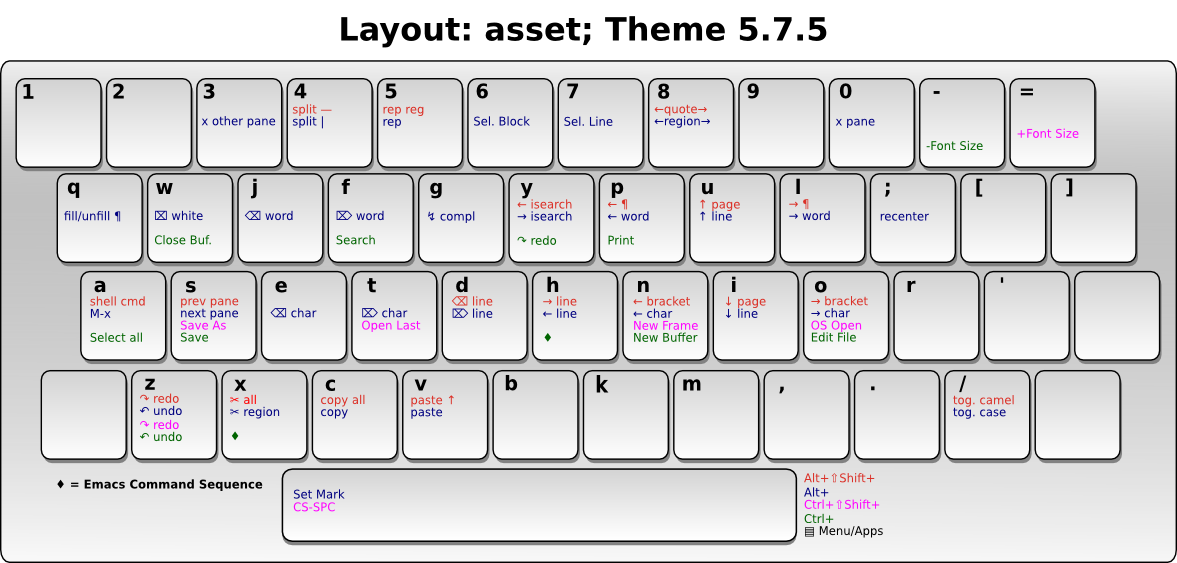 Layout: asset; Theme 5.7.5
1
2
3
x other pane
4
split —
split |
5
rep reg
rep
6
Sel. Block
7
Sel. Line
8
←quote→
←region→
9
0
x pane
-
-Font Size
=
+Font Size
q
fill/unfill ¶
w
⌧ white
Close Buf.
j
⌫ word
f
⌦ word
Search
g
↯ compl
y
← isearch
→ isearch
↷ redo
p
← ¶
← word
Print
u
↑ page
↑ line
l
→ ¶
→ word
;
recenter
[
]
a
shell cmd
M-x
Select all
s
prev pane
next pane
Save As
Save
e
⌫ char
t
⌦ char
Open Last
d
⌫ line
⌦ line
h
→ line
← line
♦
n
← bracket
← char
New Frame
New Buffer
i
↓ page
↓ line
o
→ bracket
→ char
OS Open
Edit File
r
'
z
↷ redo
↶ undo
↷ redo
↶ undo
x
✂ all
✂ region
♦
c
copy all
copy
v
paste ↑
paste
b
k
m
,
.
/
tog. camel
tog. case
♦ = Emacs Command Sequence
Set Mark
CS-SPC
Alt+⇧Shift+
Alt+
Ctrl+⇧Shift+
Ctrl+
▤ Menu/Apps